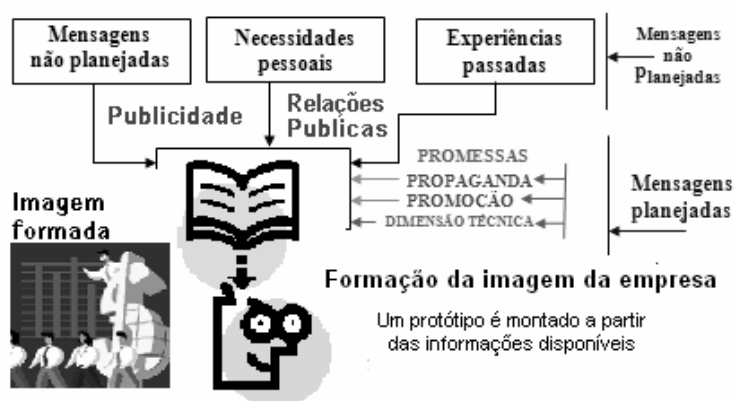 Mensagens
não planejadas
Necessidades
pessoais
Experiências
passadas
Mensagens
não
Planejadas
Publicidade
Relações
Publicas
PROMESSAS
PROPAGANDA
PROMOCÃO
DIMENSÃO TÉCNICA
Mensagens
planejadas
Imagem
formada
Formação da imagem da empresa
Um protótipo é montado a partir
das informações disponíveis